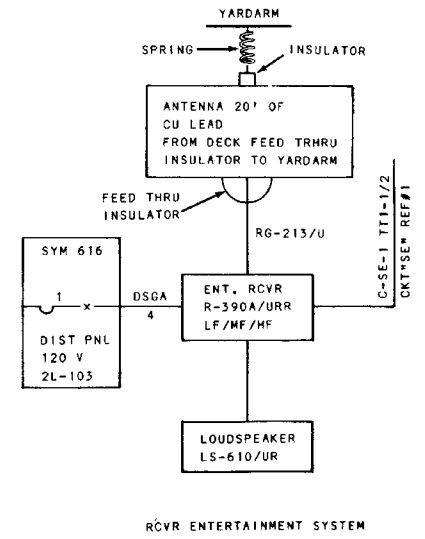 YARDARM
SPRING
INSULATOR
ANTENNA 20' OF
CU LEAD
FROM DECK FEED TRHRU
INSULATOR TO YARDARM
FEED THRU
INSULATOR
RG-213/U
C-SE-1 TTI-1/2
CKT"SE" REF#1
SYM 616
1
x
DIST PNL
120 V
2L-103
DSGA
4
ENT. RCVR
R-390A/URR
LF/MF/HF
LOUDSPEAKER
LS-610/UR
RCVR ENTERTAINMENT SYSTEM